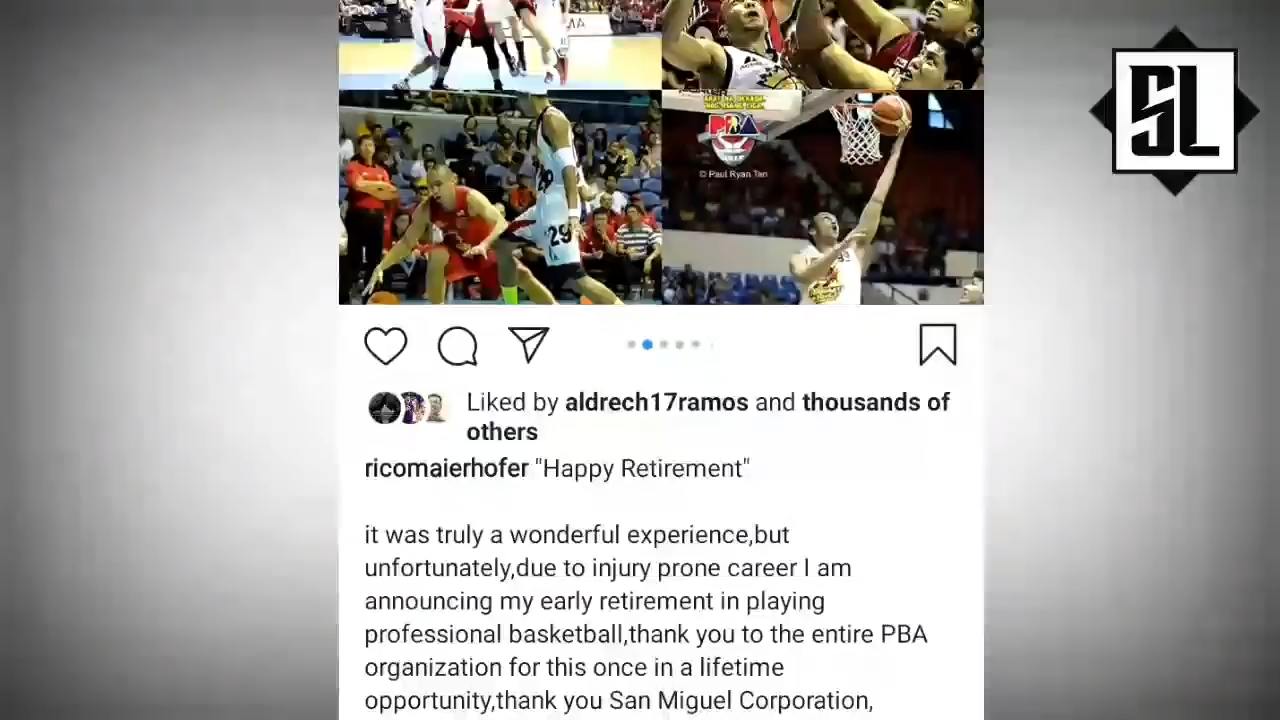 MA
PBA
© Paul Ryan Tan
29
SL
Liked by aldrech17ramos and thousands of
others
ricomaierhofer "Happy Retirement"
it was truly a wonderful experience,but
unfortunately,due to injury prone career I am
announcing my early retirement in playing
professional basketball,thank you to the entire PBA
organization for this once in a lifetime
opportunity,thank you San Miguel Corporation,